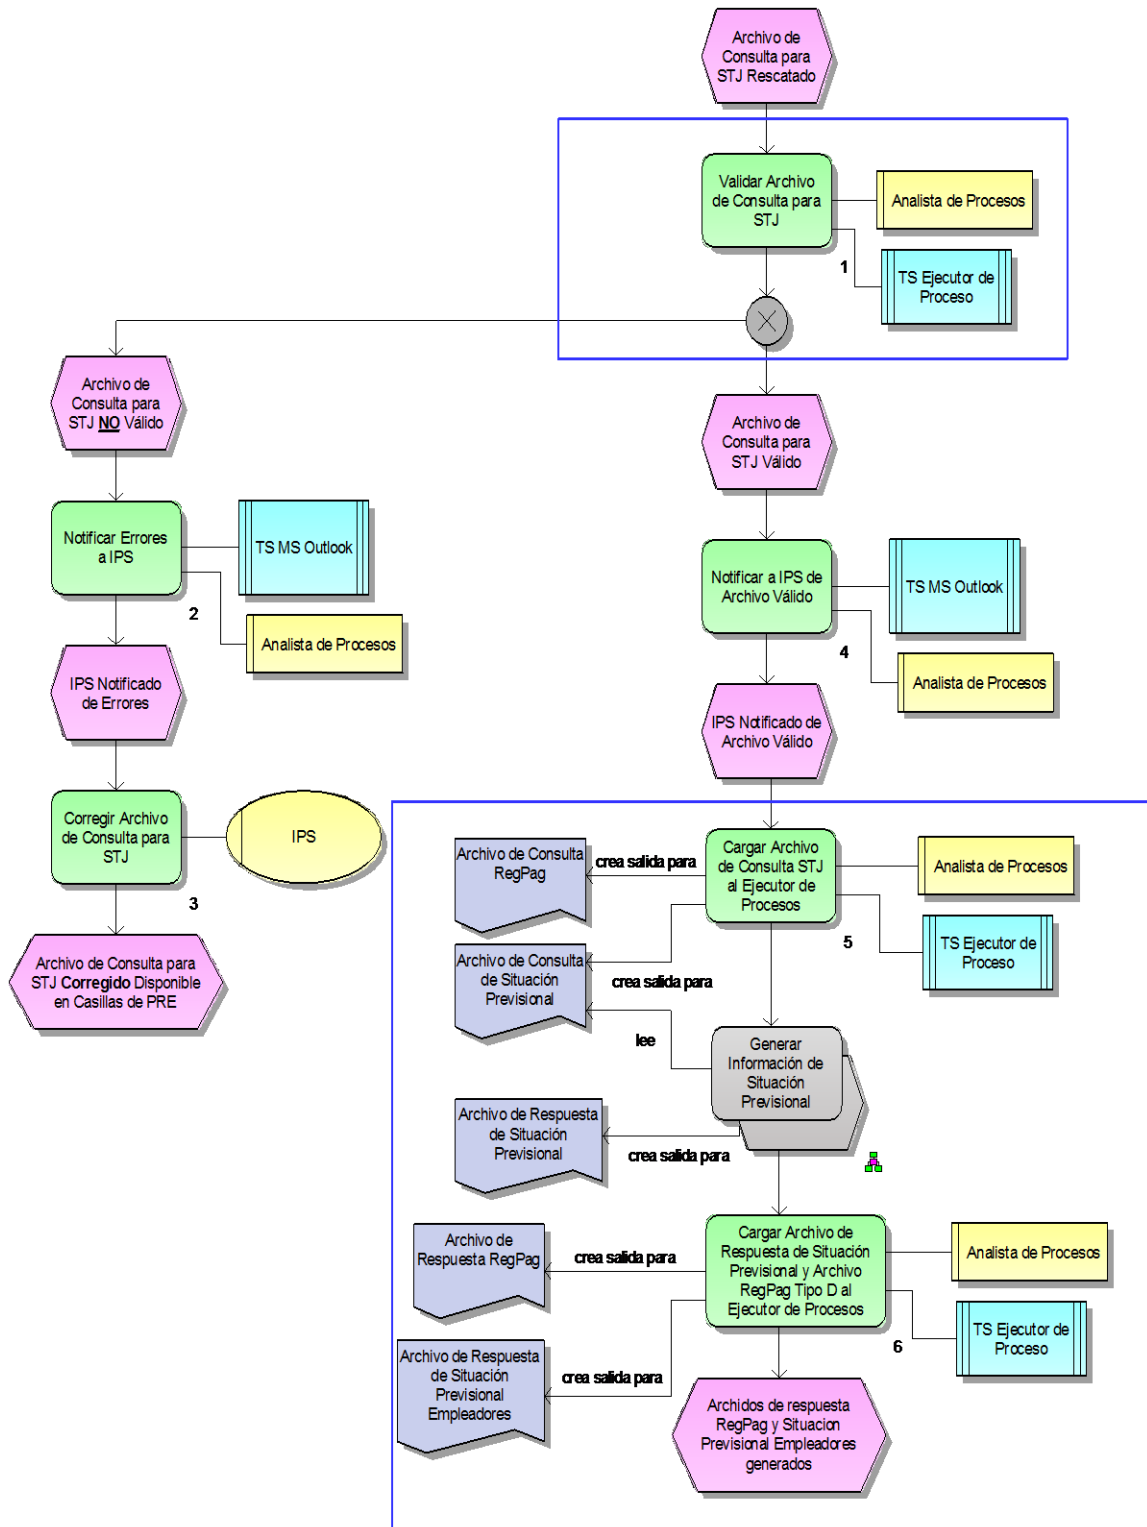 Archivo de
Consulta para
STJ Rescatado
Validar Archivo
de Consulta para
STJ
Analista de Procesos
1
TS Ejecutor de
Proceso
Archivo de
Consulta para
STJ NO Válido
Archivo de
Consulta para
STJ Válido
Notificar Errores
a IPS
TS MS Outlook
2
Analista de Procesos
Notificar a IPS de
Archivo Válido
TS MS Outlook
4
Analista de Procesos
IPS Notificado
de Errores
IPS Notificado de
Archivo Válido
Corregir Archivo
de Consulta para
STJ
IPS
3
Archivo de Consulta para
STJ Corregido Disponible
en Casillas de PRE
Archivo de Consulta
RegPag
crea salida para
Cargar Archivo
de Consulta STJ
al Ejecutor de
Procesos
Analista de Procesos
5
TS Ejecutor de
Proceso
Archivo de Consulta
de Situación
Previsional
crea salida para
lee
Generar
Información de
Situación
Previsional
Archivo de Respuesta
de Situación
Previsional
crea salida para
Archivo de
Respuesta RegPag
crea salida para
Cargar Archivo de
Respuesta de Situación
Previsional y Archivo
RegPag Tipo D al
Ejecutor de Procesos
Analista de Procesos
6
TS Ejecutor de
Proceso
Archivo de Respuesta
de Situación
Previsional
Empleadores
crea salida para
Archidos de respuesta
RegPag y Situacion
Previsional Empleadores
generados